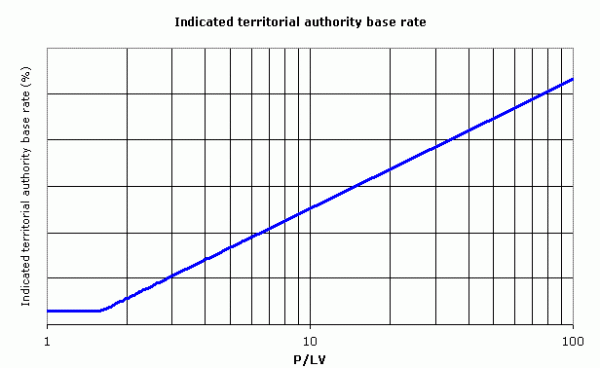 Indicated territorial authority base rate
Indicated territorial authority base rate (%)
1 10 100
P/LV